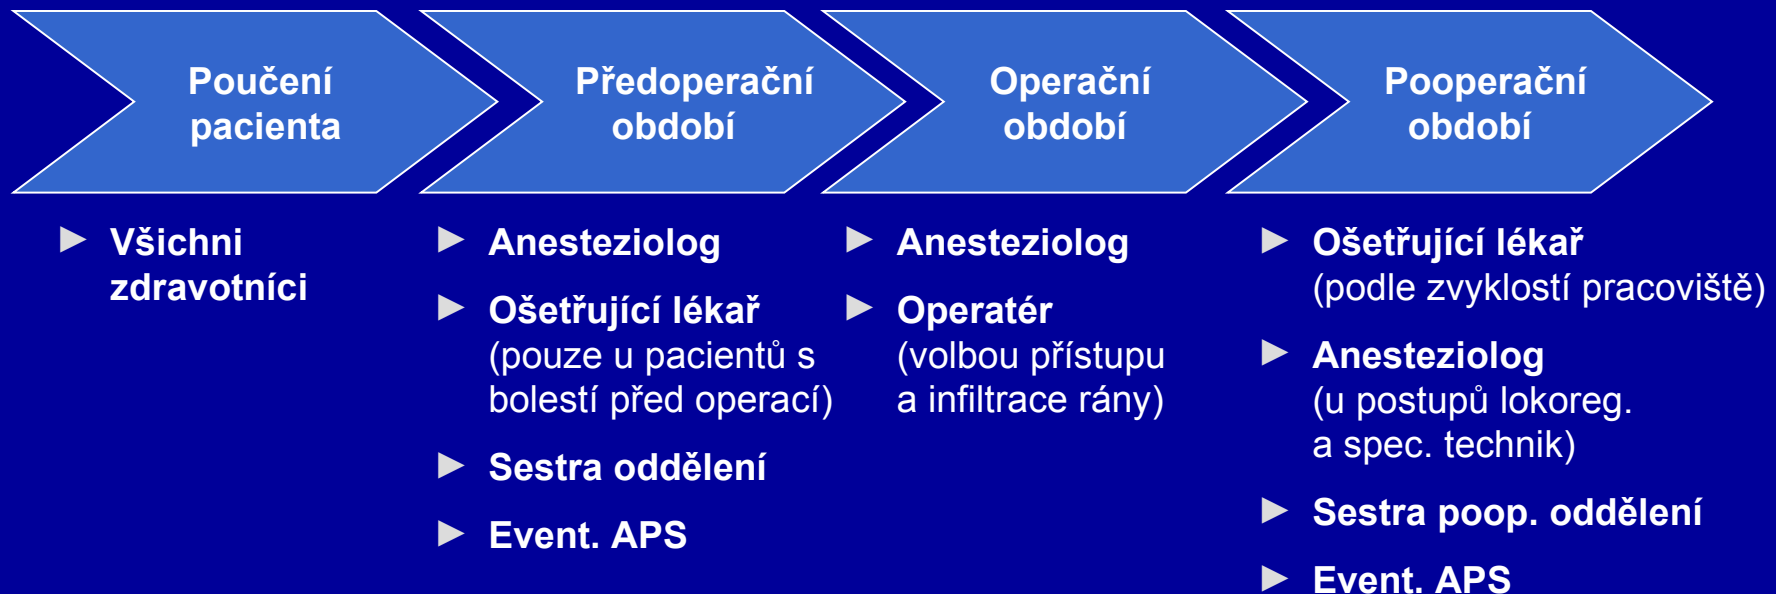 Poučení
pacienta
Předoperační
období
Operační
období
Pooperační
období
► Všichni
zdravotníci
► Anesteziolog
► Ošetřující lékař
(pouze u pacientů s
bolestí před operací)
► Sestra oddělení
► Event. APS
► Anesteziolog
► Operatér
(volbou přístupu
a infiltrace rány)
► Ošetřující lékař
(podle zvyklostí pracoviště)
► Anesteziolog
(u postupů lokoreg.
a spec. technik)
► Sestra poop. oddělení
► Event. APS